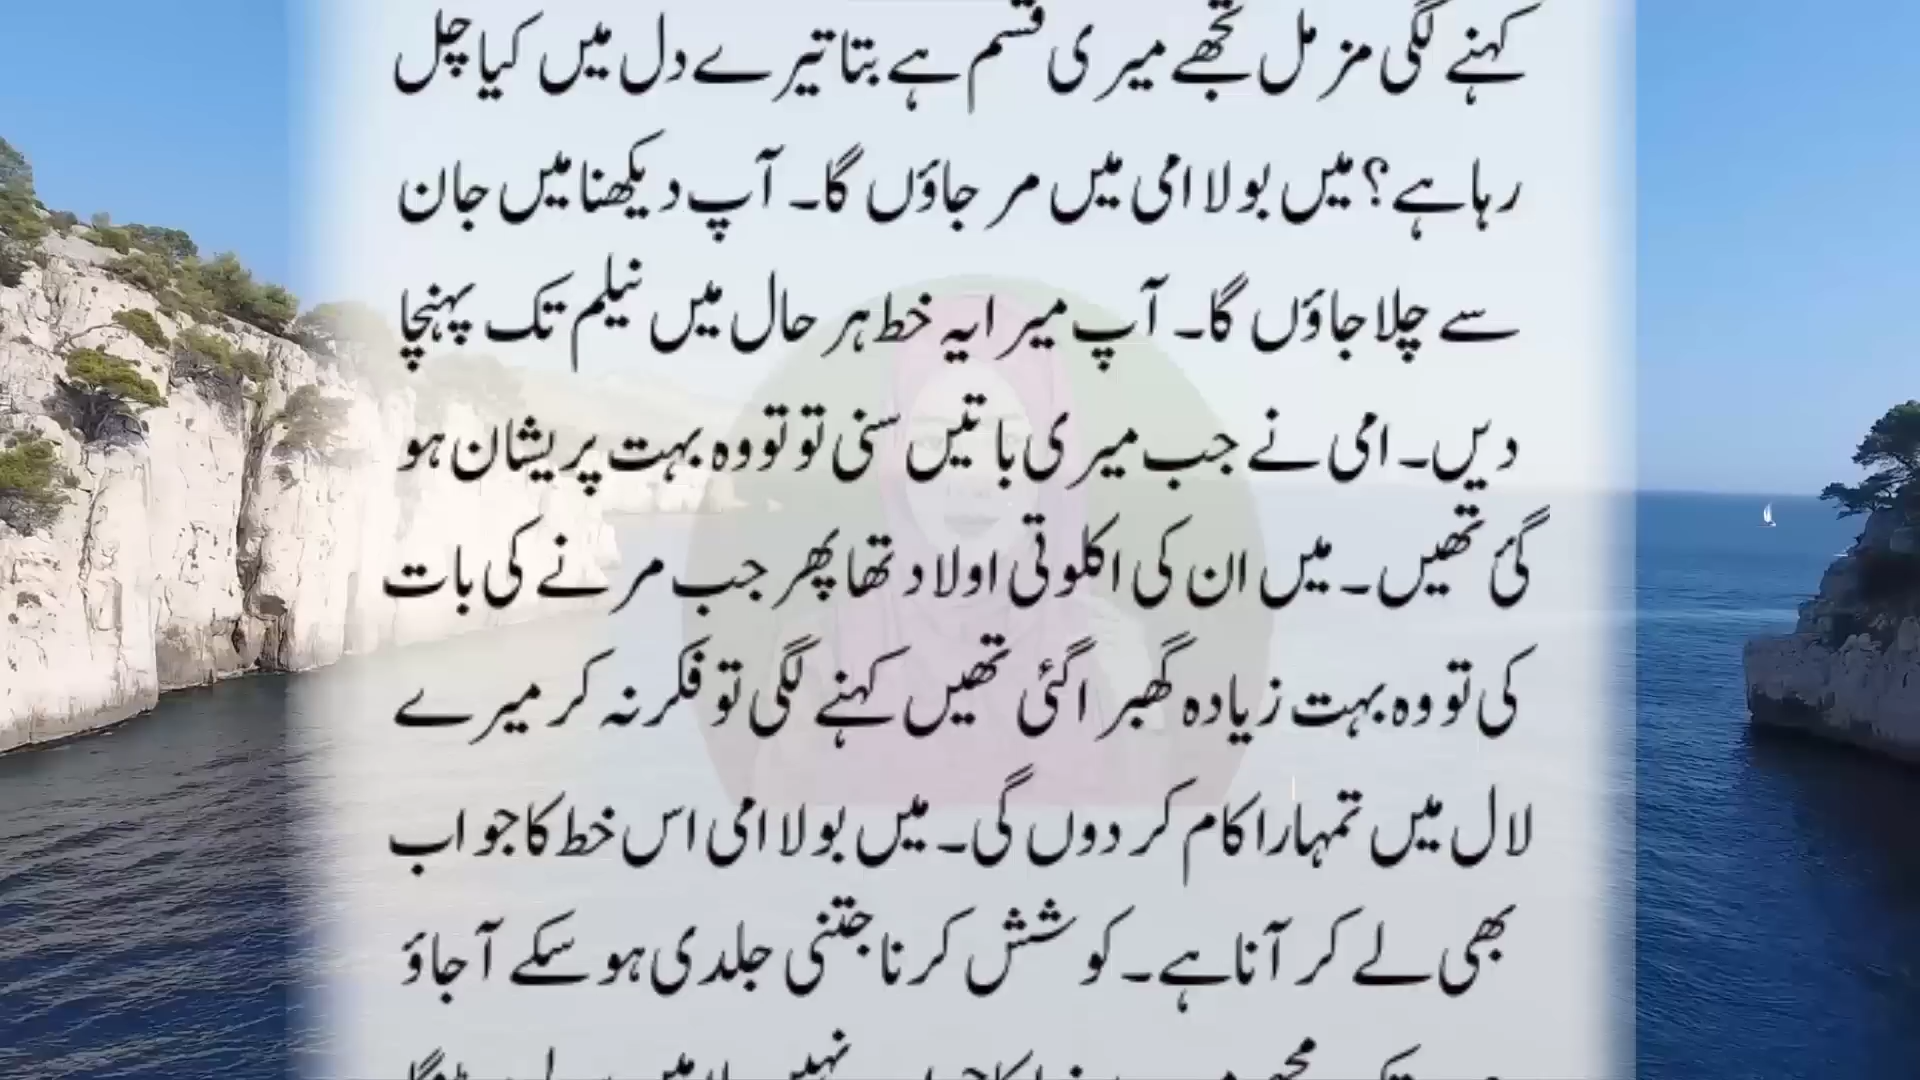 کہنے لگی مزمل تجھے میری قسم ہے بتا تیرے دل میں کیا چل
رہا ہے؟ میں بولا امی میں مر جاؤں گا۔ آپ دیکھنا میں جان
سے چلا جاؤں گا۔ آپ میرا یہ خط ہر حال میں نیلم تک پہنچا
دیں۔ امی نے جب میری باتیں سنی تو تو وہ بہت پریشان ہو
گئ تھیں۔ میں ان کی اکلوتی اولاد تھا پھر جب مرنے کی بات
کی تو وہ بہت زیادہ گھبرا گئی تھیں کہنے لگی تو فکر نہ کر میرے
لال میں تمہارا کام کر دوں گی۔ میں بولا امی اس خط کا جواب
بھی لے کر آنا ہے۔ کوشش کرنا جتنی جلدی ہو سکے آ جاؤ